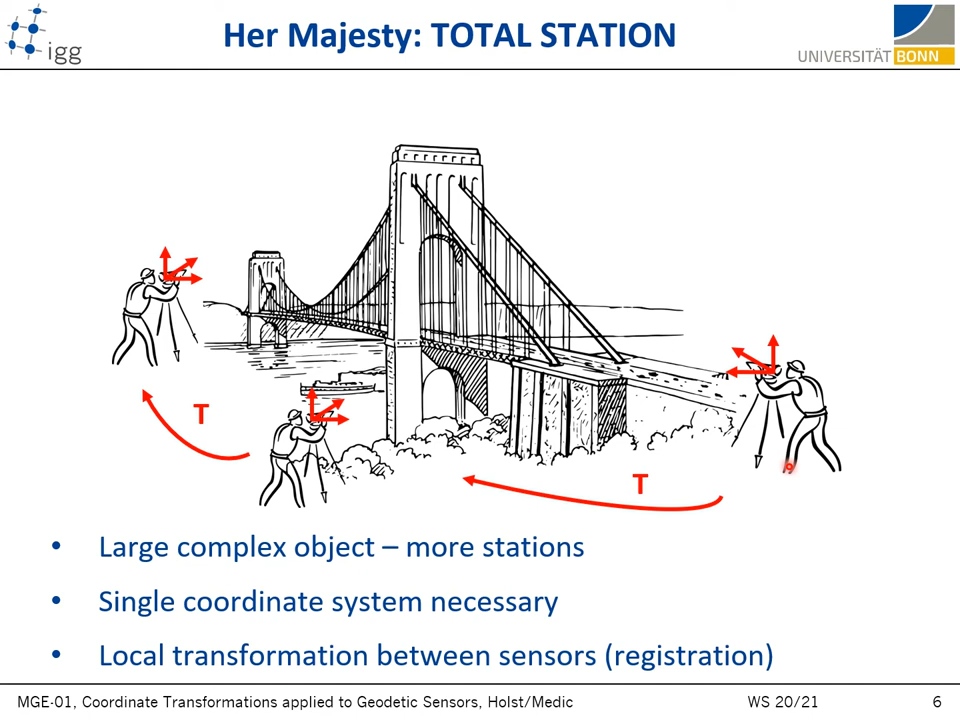 Her Majesty: TOTAL STATION
igg
UNIVERSITÄT BONN
T
T
• Large complex object – more stations
• Single coordinate system necessary
• Local transformation between sensors (registration)
MGE-01, Coordinate Transformations applied to Geodetic Sensors, Holst/Medic WS 20/21 6